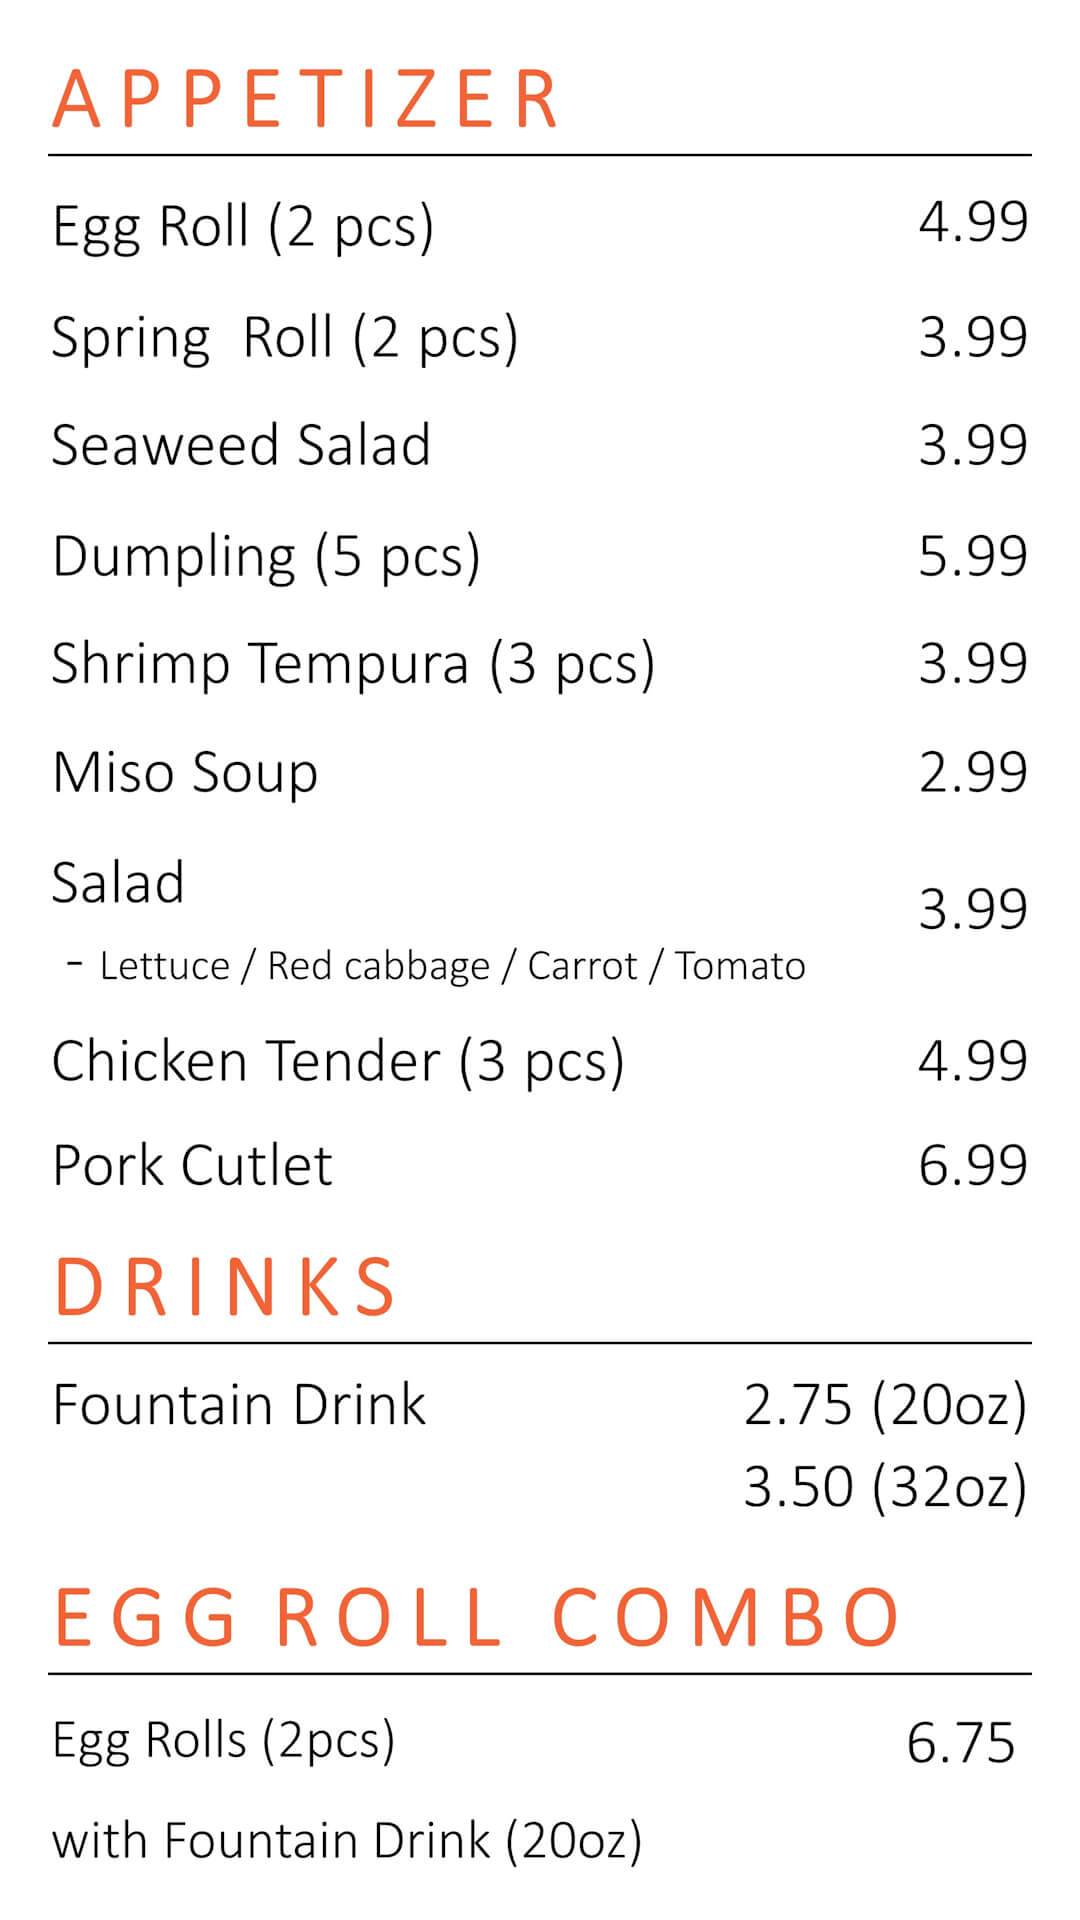 APPETIZER
Egg Roll (2 pcs) 4.99
Spring Roll (2 pcs) 3.99
Seaweed Salad 3.99
Dumpling (5 pcs) 5.99
Shrimp Tempura (3 pcs) 3.99
Miso Soup 2.99
Salad 3.99
- Lettuce / Red cabbage / Carrot / Tomato
Chicken Tender (3 pcs) 4.99
Pork Cutlet 6.99
DRINKS
Fountain Drink 2.75 (20oz)
3.50 (32oz)
EGG ROLL COMBO
Egg Rolls (2pcs) 6.75
with Fountain Drink (20oz)